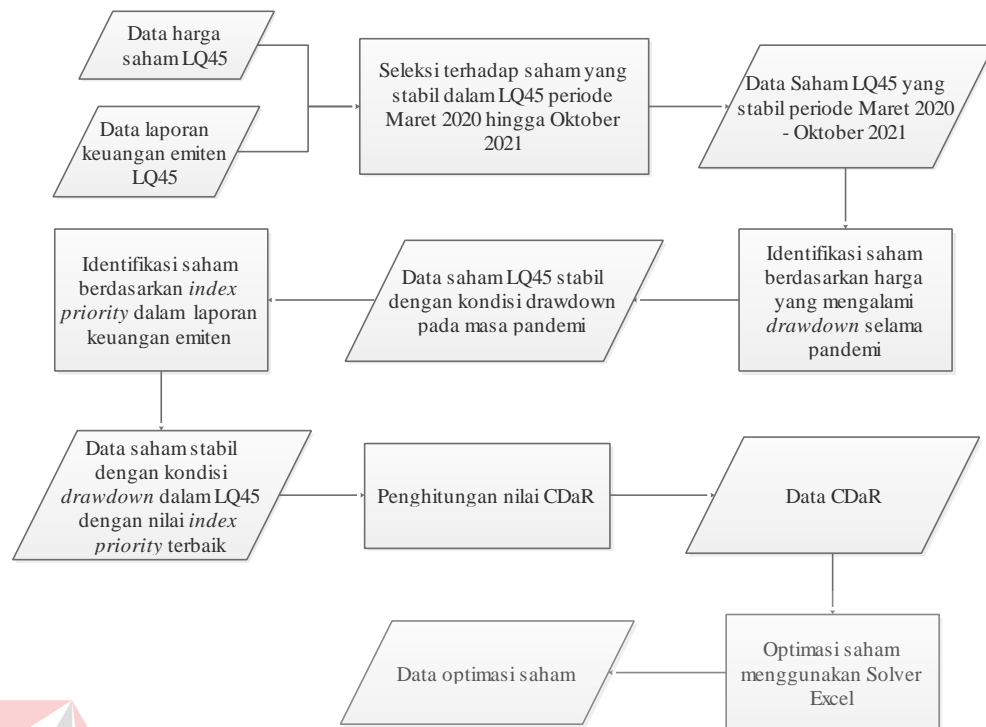 Data harga
saham LQ45
Data laporan
keuangan emiten
LQ45
Seleksi terhadap saham yang
stabil dalam LQ45 periode
Maret 2020 hingga Oktober
2021
Data Saham LQ45 yang
stabil periode Maret 2020
- Oktober 2021
Identifikasi saham
berdasarkan harga
yang mengalami
drawdown selama
pandemi
Data saham LQ45 stabil
dengan kondisi drawdown
pada masa pandemi
Identifikasi saham
berdasarkan index
priority dalam laporan
keuangan emiten
Data saham stabil
dengan kondisi
drawdown dalam LQ45
dengan nilai index
priority terbaik
Penghitungan nilai CDaR
Data CDaR
Optimasi saham
menggunakan Solver
Excel
Data optimasi saham